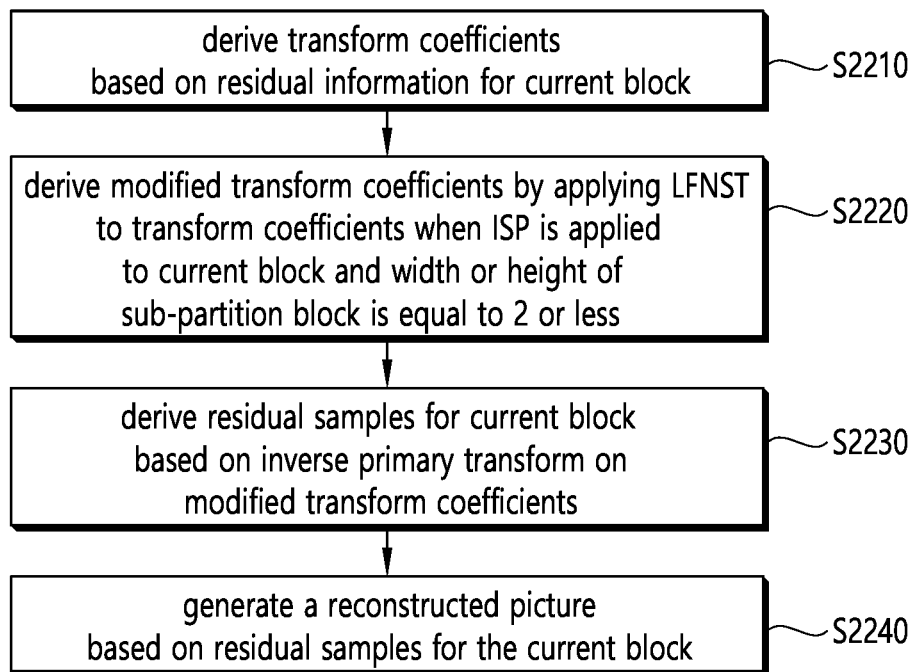 derive transform coefficients
based on residual information for current block
S2210
derive modified transform coefficients by applying LFNST
to transform coefficients when ISP is applied
to current block and width or height of
sub-partition block is equal to 2 or less
S2220
derive residual samples for current block
based on inverse primary transform on
modified transform coefficients
S2230
generate a reconstructed picture
based on residual samples for the current block
S2240